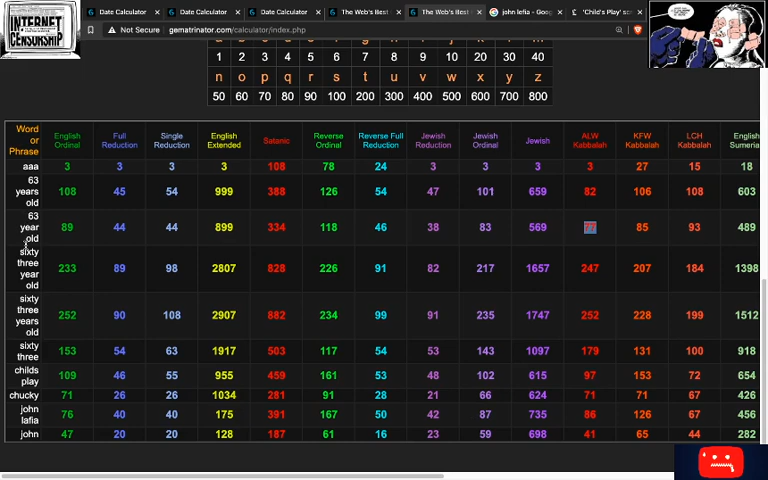 INTERNET
CENSORSHIP
Date Calculator
Date Calculator
Date Calculator
The Web's Best
The Web's Best
john lefia - Goo
'Child's Play' sc
Not Secure gematrinator.com/calculator/index.php
1 2 3 4 5 6 7 8 9 10 20 30 40
n o p q r s t u v w x y z
50 60 70 80 90 100 200 300 400 500 600 700 800
Word or Phrase English Ordinal Full Reduction Single Reduction English Extended Satanic Reverse Ordinal Reverse Full Reduction Jewish Reduction Jewish Ordinal Jewish ALW Kabbalah KFW Kabbalah LCH Kabbalah English Sumeria
aaa 3 3 3 3 108 78 24 3 3 3 3 27 15 18
63 years old 108 45 54 999 388 126 54 47 101 659 82 106 108 603
63 year old 89 44 44 899 334 118 46 38 83 569 77 85 93 489
sixty three year old 233 89 98 2807 828 226 91 82 217 1657 247 207 184 1398
sixty three years old 252 90 108 2907 882 234 99 91 235 1747 252 228 199 1512
sixty three 153 54 63 1917 503 117 54 53 143 1097 179 131 100 918
childs play 109 46 55 955 459 161 53 48 102 615 97 153 72 654
chucky 71 26 26 1034 281 91 28 21 66 624 71 71 67 426
john lafia 76 40 40 175 391 167 50 42 87 735 86 126 67 456
john 47 20 20 128 187 61 16 23 59 698 41 65 44 282